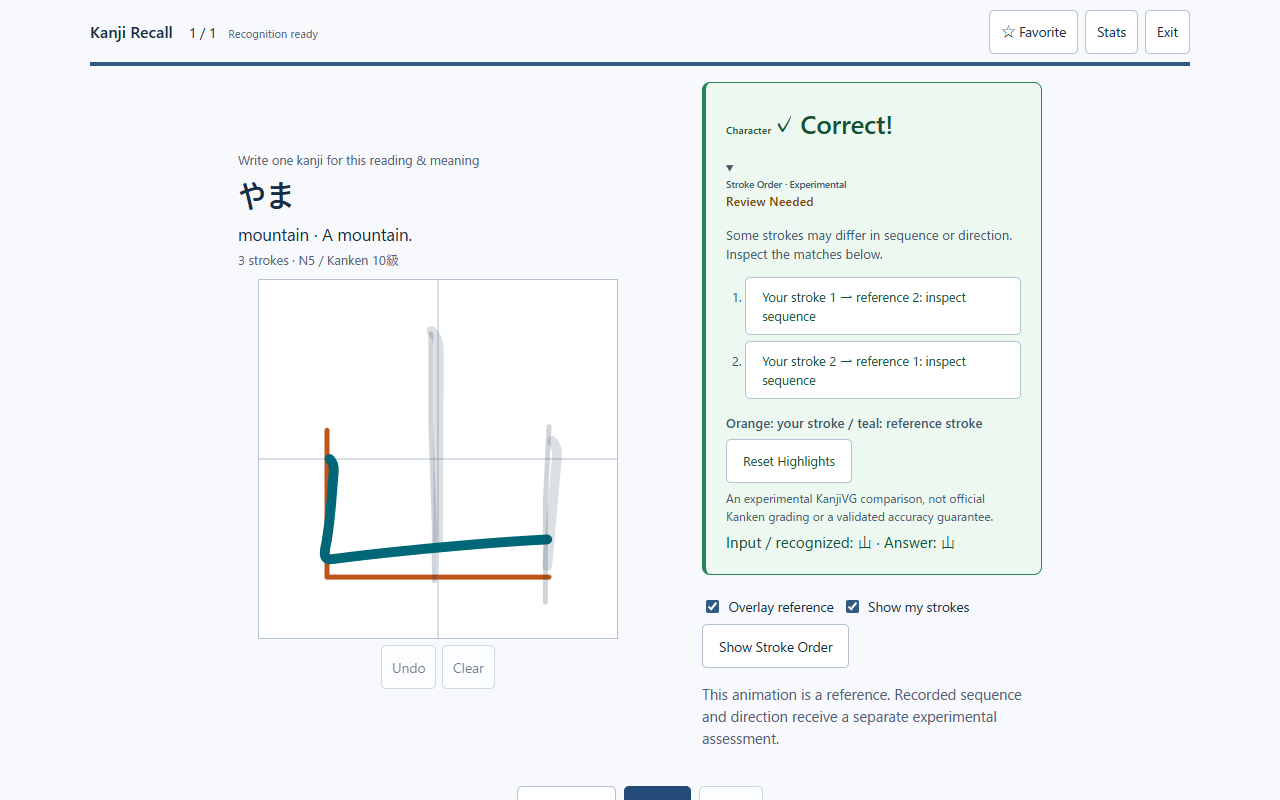 Kanji Recall 1 / 1 Recognition ready
☆ Favorite Stats Exit
Write one kanji for this reading & meaning
やま
mountain · A mountain.
3 strokes · N5 / Kanken 10級
Undo Clear
Character ✓ Correct!
▼
Stroke Order · Experimental
Review Needed
Some strokes may differ in sequence or direction.
Inspect the matches below.
1. Your stroke 1 → reference 2: inspect
sequence
2. Your stroke 2 → reference 1: inspect
sequence
Orange: your stroke / teal: reference stroke
Reset Highlights
An experimental KanjiVG comparison, not official
Kanken grading or a validated accuracy guarantee.
Input / recognized: 山 · Answer: 山
Overlay reference Show my strokes
Show Stroke Order
This animation is a reference. Recorded sequence
and direction receive a separate experimental
assessment.